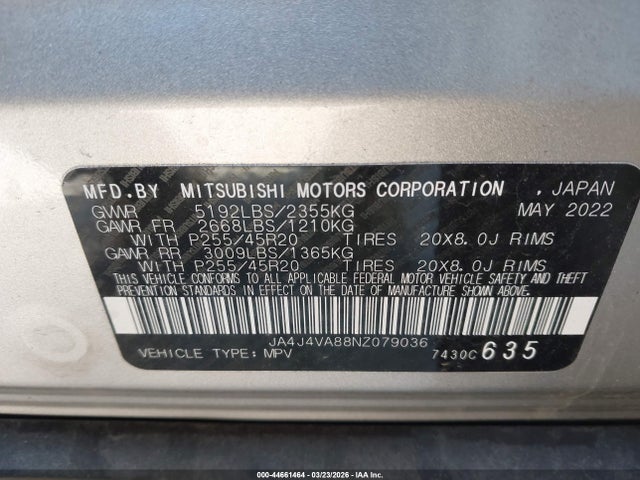 MFD.BY MITSUBISHI MOTORS CORPORATION , JAPAN
GVWR 5192LBS/2355KG MAY 2022
GAWR FR 2668LBS/1210KG
WITH P255/45R20 TIRES 20X8.0J RIMS
GAWR RR 3009LBS/1365KG
WITH P255/45R20 TIRES 20X8.0J RIMS
THIS VEHICLE CONFORMS TO ALL APPLICABLE FEDERAL MOTOR VEHICLE SAFETY AND THEFT
PREVENTION STANDARDS IN EFFECT ON THE DATE OF MANUFACTURE SHOWN ABOVE.
JA4J4VA88NZ079036
VEHICLE TYPE: MPV 7430C 635
000-44661464 | 03/23/2026 - IAA Inc.